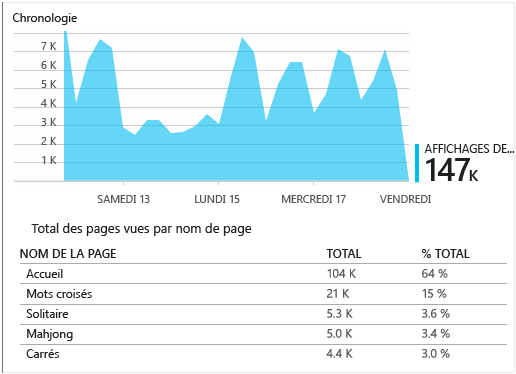 Chronologie
7 K
6 K
5 K
4 K
3 K
2 K
1 K
SAMEDI 13 LUNDI 15 MERCREDI 17 VENDREDI
AFFICHAGES DE...
147K
Total des pages vues par nom de page
NOM DE LA PAGE TOTAL % TOTAL
Accueil 104 K 64 %
Mots croisés 21 K 15 %
Solitaire 5.3 K 3.6 %
Mahjong 5.0 K 3.4 %
Carrés 4.4 K 3.0 %